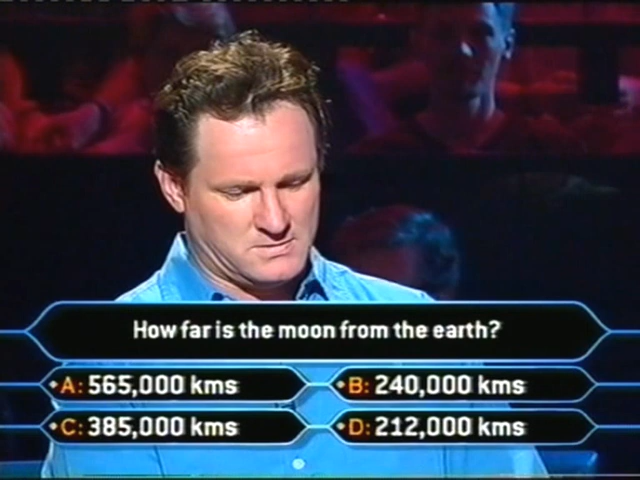 How far is the moon from the earth?
A: 565,000 kms
B: 240,000 kms
C: 385,000 kms
D: 212,000 kms